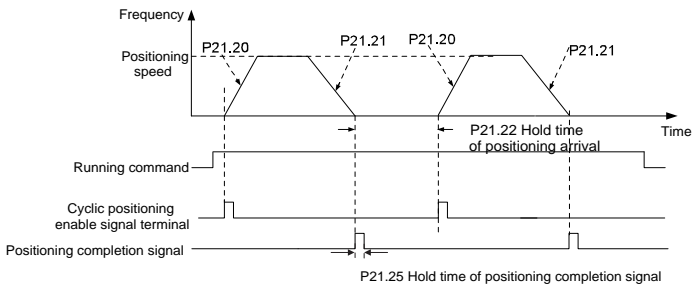 Frequency
P21.20
P21.21
P21.20
P21.21
Positioning
speed
P21.22 Hold time
of positioning arrival
Time
Running command
Cyclic positioning
enable signal terminal
Positioning completion signal
P21.25 Hold time of positioning completion signal